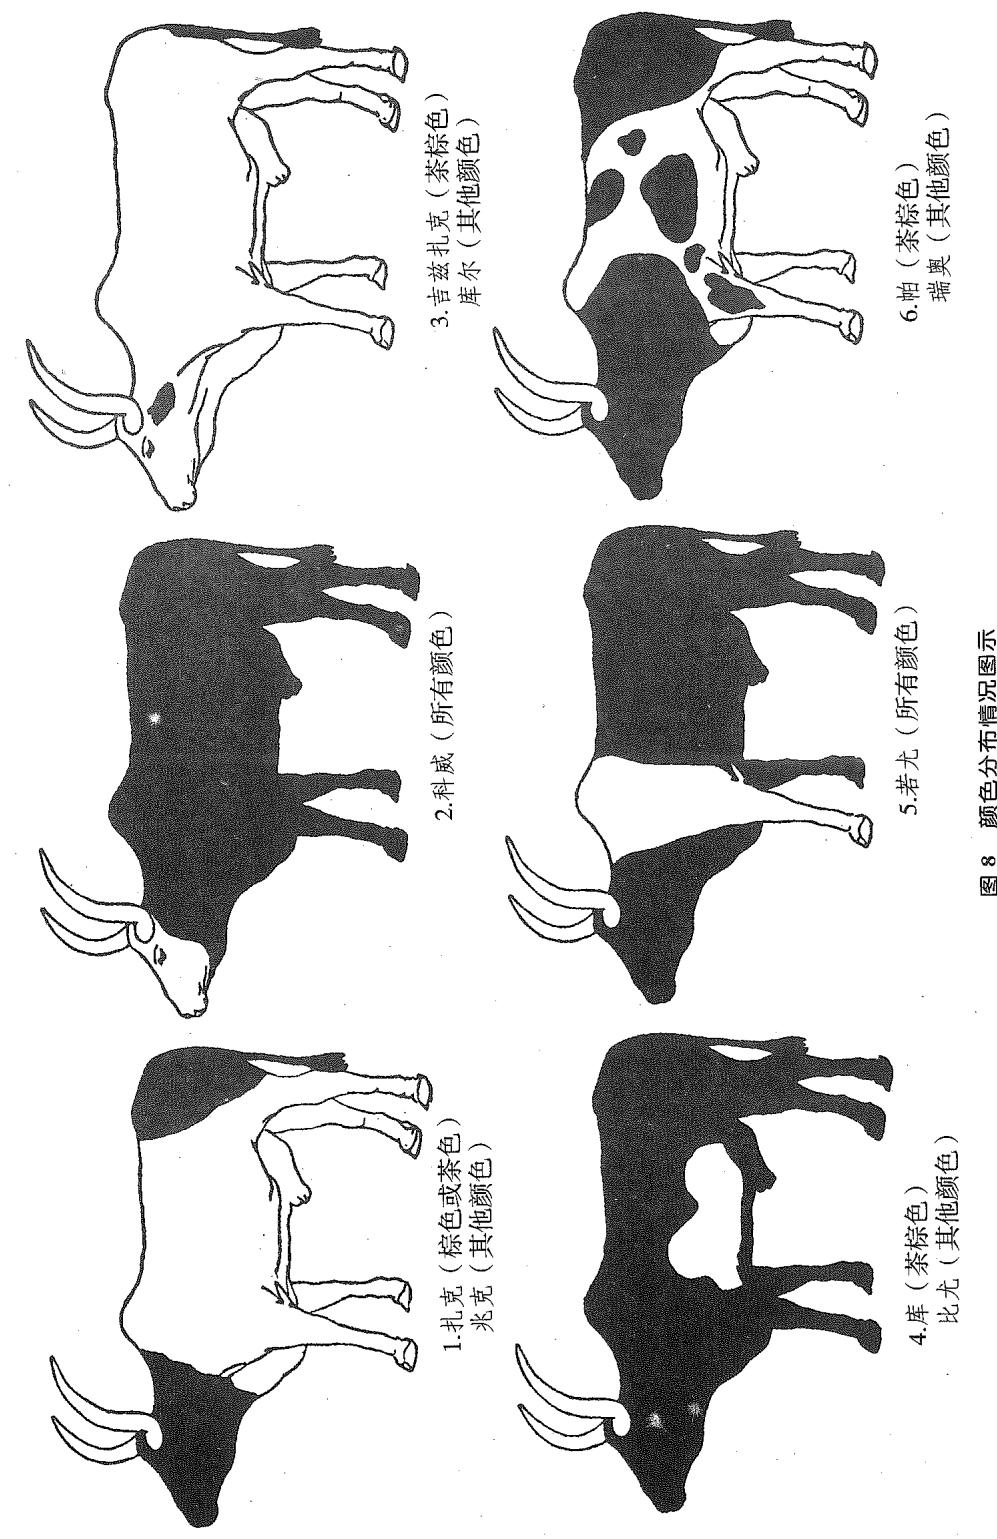 1.扎克（棕色或茶色）
兆克（其他颜色）
2.科威（所有颜色）
3.吉兹扎克（茶棕色）
库尔（其他颜色）
4.库（茶棕色）
比尤（其他颜色）
5.若尤（所有颜色）
6.帕（茶棕色）
瑞奥（其他颜色）
图 8 颜色分布情况图示